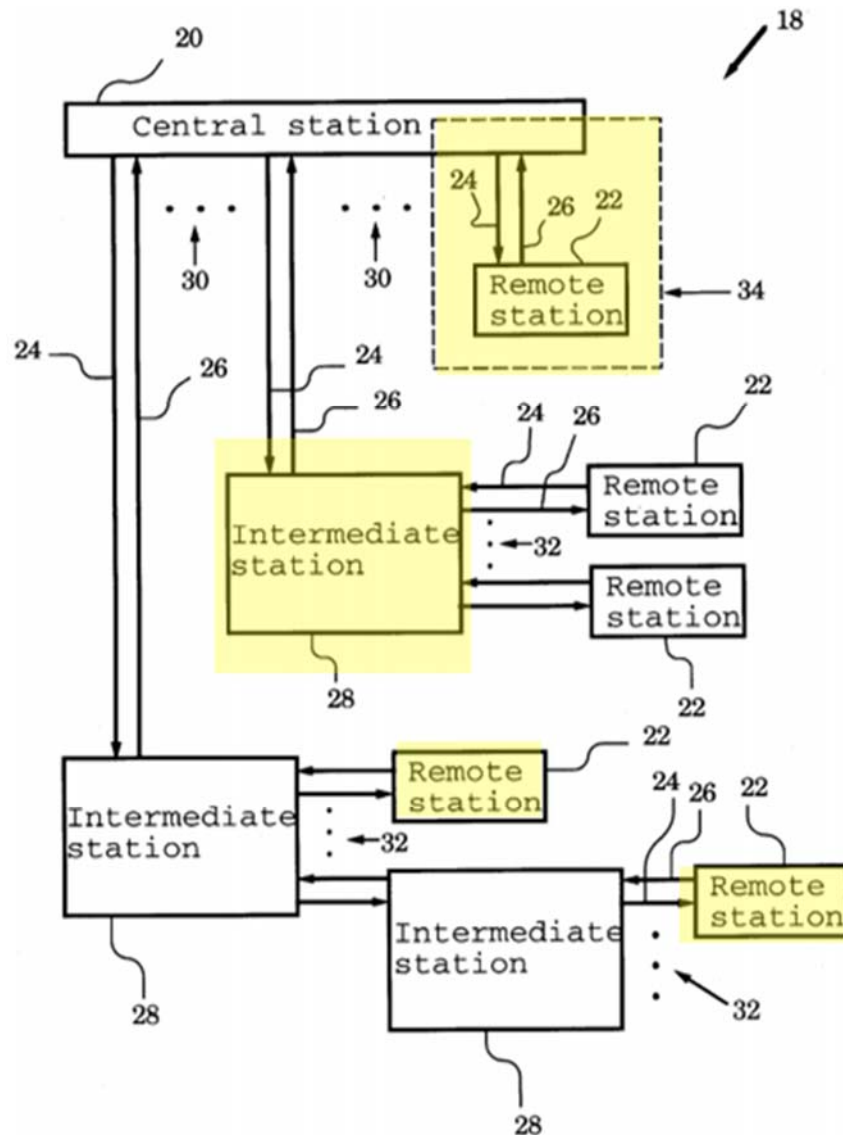 18
20
Central station
24
26
22
30
30
Remote
station
34
24
26
24
26
24
26
22
Remote
station
Intermediate
station
32
Remote
station
28
22
22
Remote
station
Intermediate
station
32
24
26
22
Remote
station
Intermediate
station
28
32
28